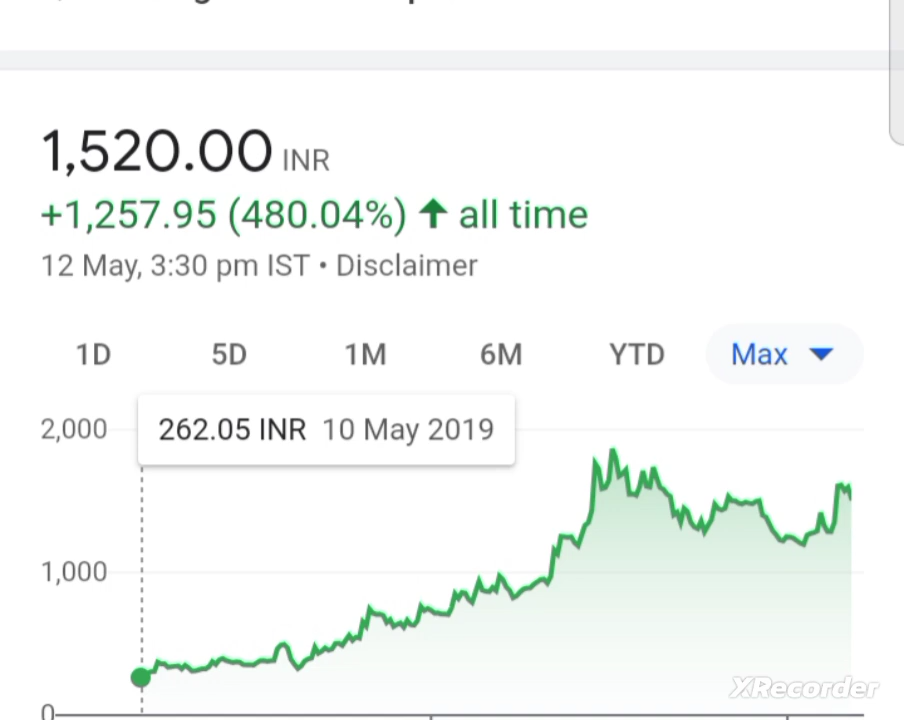 1,520.00 INR
+1,257.95 (480.04%) ↑ all time
12 May, 3:30 pm IST • Disclaimer
1D 5D 1M 6M YTD Max
262.05 INR 10 May 2019
2,000
1,000
0
XRecorder